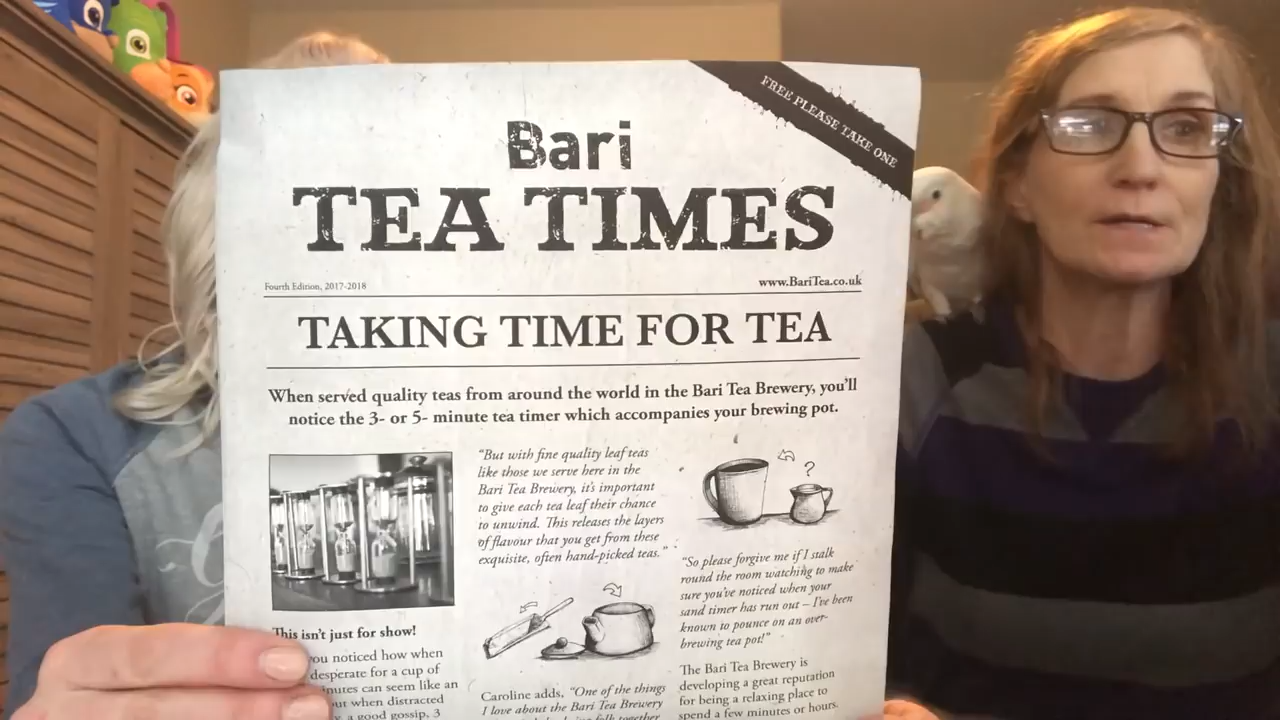 FREE PLEASE TAKE ONE
Bari
TEA TIMES
Fourth Edition, 2017-2018
www.BariTea.co.uk
TAKING TIME FOR TEA
When served quality teas from around the world in the Bari Tea Brewery, you'll
notice the 3- or 5- minute tea timer which accompanies your brewing pot.
This isn't just for show!
you noticed how when
desperate for a cup of
can seem like an
when distracted
a good gossip, 3
"But with fine quality leaf teas
like those we serve here in the
Bari Tea Brewery, it's important
to give each tea leaf their chance
to unwind. This releases the layers
of flavour that you get from these
exquisite, often hand-picked teas."
Caroline adds, "One of the things
I love about the Bari Tea Brewery
?
"So please forgive me if I stalk
round the room watching to make
sure you've noticed when your
sand timer has run out – I've been
known to pounce on an over-
brewing tea pot!"
The Bari Tea Brewery is
developing a great reputation
for being a relaxing place to
spend a few minutes or hours.